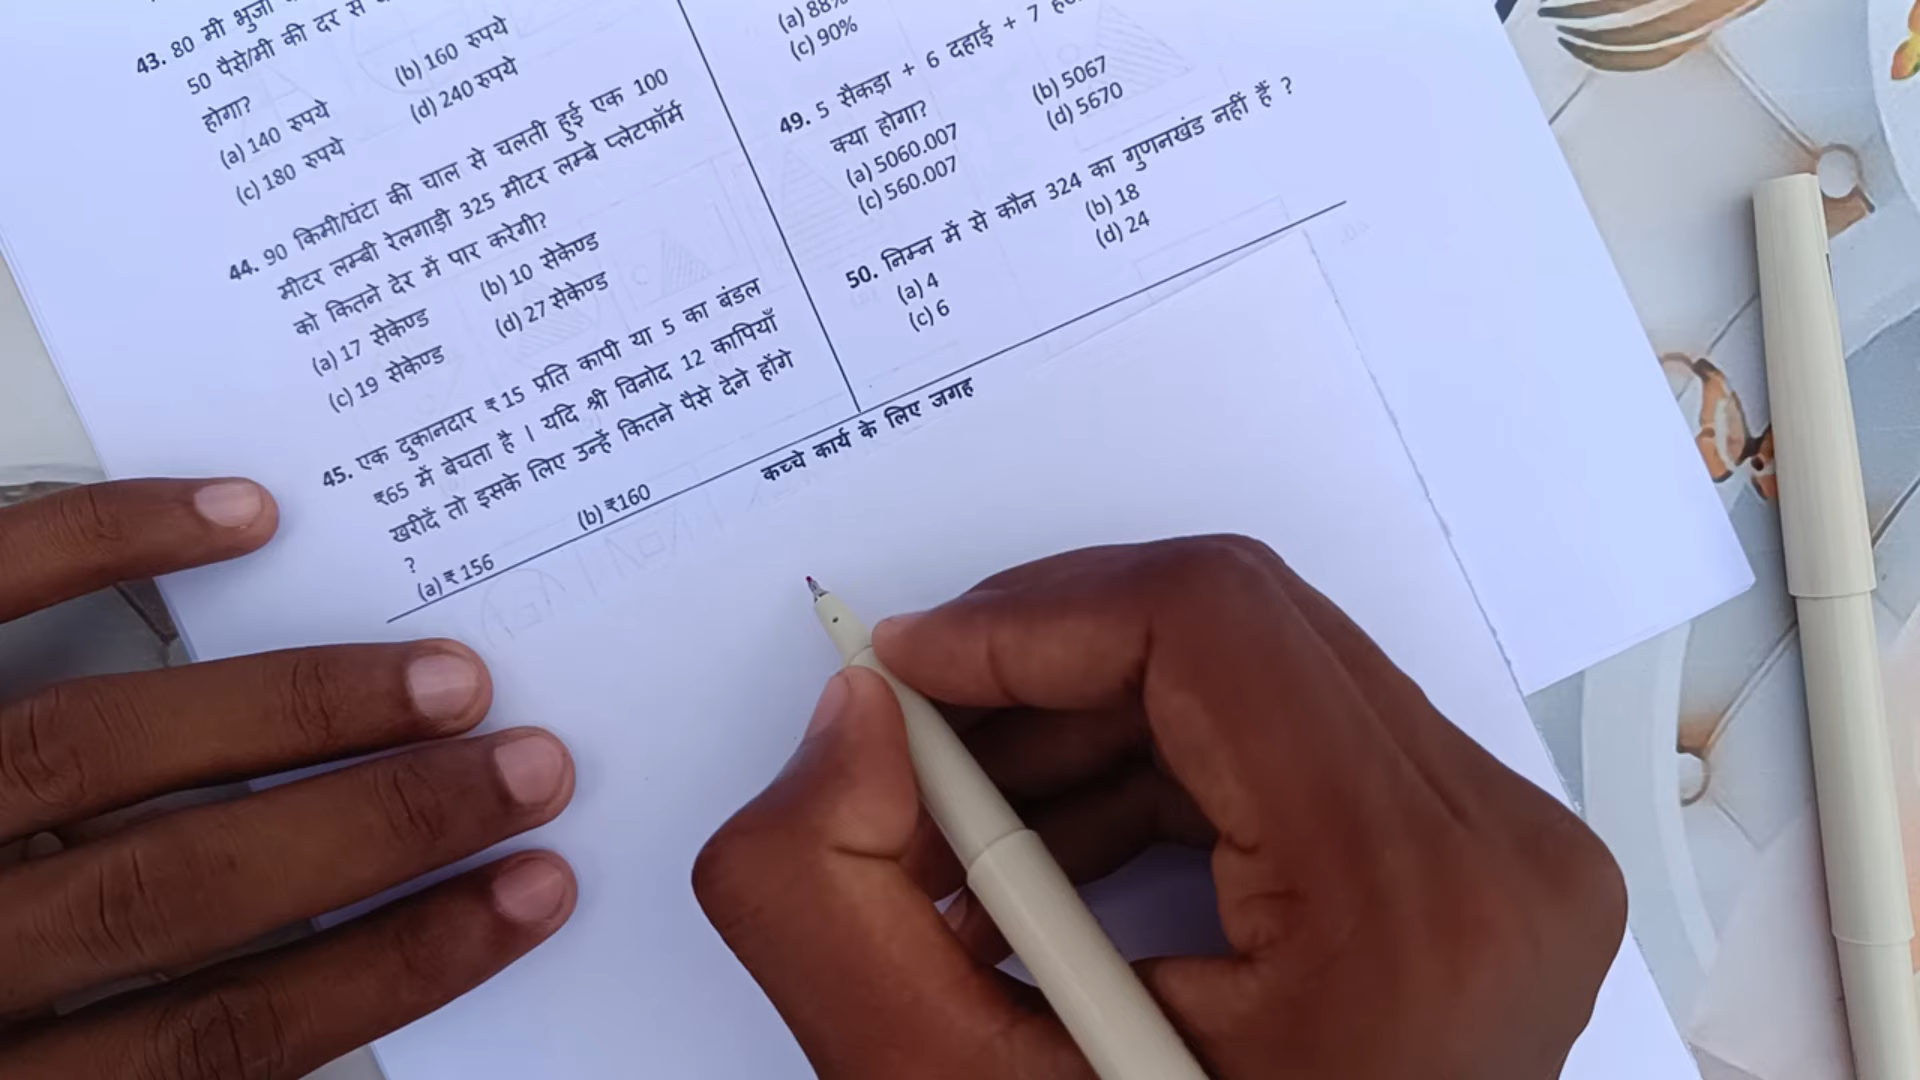 43. 80 मी भुजा
50 पैसे/मी की दर से
होगा?
(a) 140 रुपये (b) 160 रुपये
(c) 180 रुपये (d) 240 रुपये
44. 90 किमी/घंटा की चाल से चलती हुई एक 100
मीटर लम्बी रेलगाड़ी 325 मीटर लम्बे प्लेटफॉर्म
को कितने देर में पार करेगी?
(a) 17 सेकेण्ड (b) 10 सेकेण्ड
(c) 19 सेकेण्ड (d) 27 सेकेण्ड
45. एक दुकानदार ₹15 प्रति कापी या 5 का बंडल
₹65 में बेचता है । यदि श्री विनोद 12 कापियाँ
खरीदें तो इसके लिए उन्हें कितने पैसे देने होंगे
?
(a) ₹ 156 (b) ₹160
(a) 88%
(c) 90%
49. 5 सैकड़ा + 6 दहाई + 7
क्या होगा?
(a) 5060.007 (b) 5067
(c) 560.007 (d) 5670
50. निम्न में से कौन 324 का गुणनखंड नहीं हैं ?
(a) 4 (b) 18
(c) 6 (d) 24
कच्चे कार्य के लिए जगह